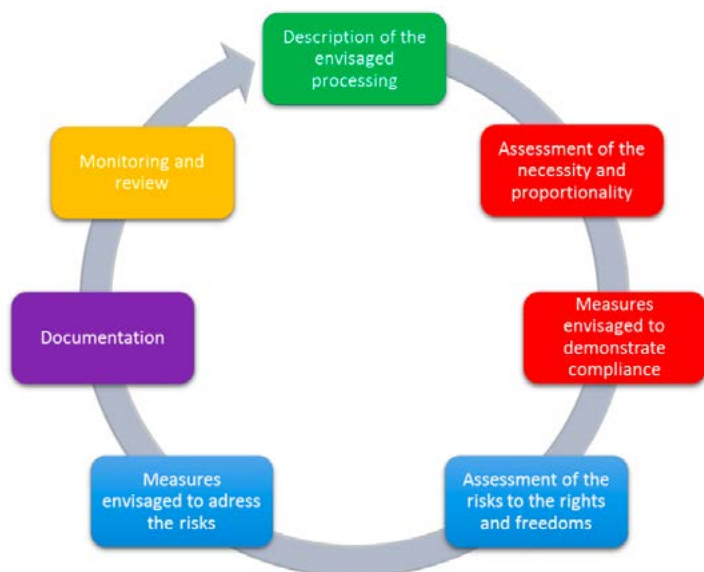 Description of the
envisaged
processing
Assessment of the
necessity and
proportionality
Measures
envisaged to
demonstrate
compliance
Assessment of the
risks to the rights
and freedoms
Measures
envisaged to adress
the risks
Documentation
Monitoring and
review